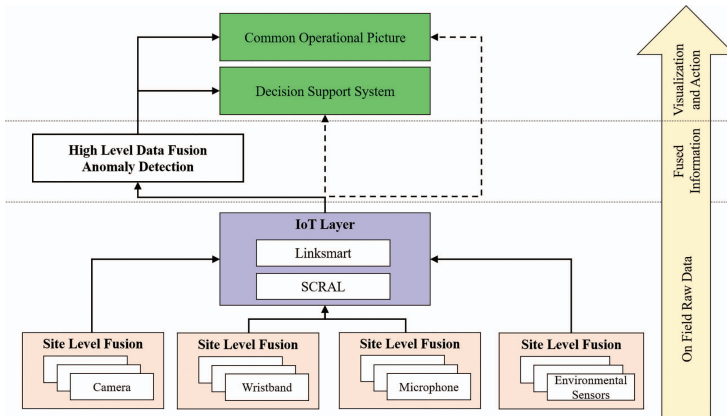 Common Operational Picture
Decision Support System
High Level Data Fusion
Anomaly Detection
IoT Layer
Linksmart
SCRAL
Site Level Fusion
Camera
Site Level Fusion
Wristband
Site Level Fusion
Microphone
Site Level Fusion
Environmental
Sensors
Visualization
and Action
Fused
Information
On Field Raw Data